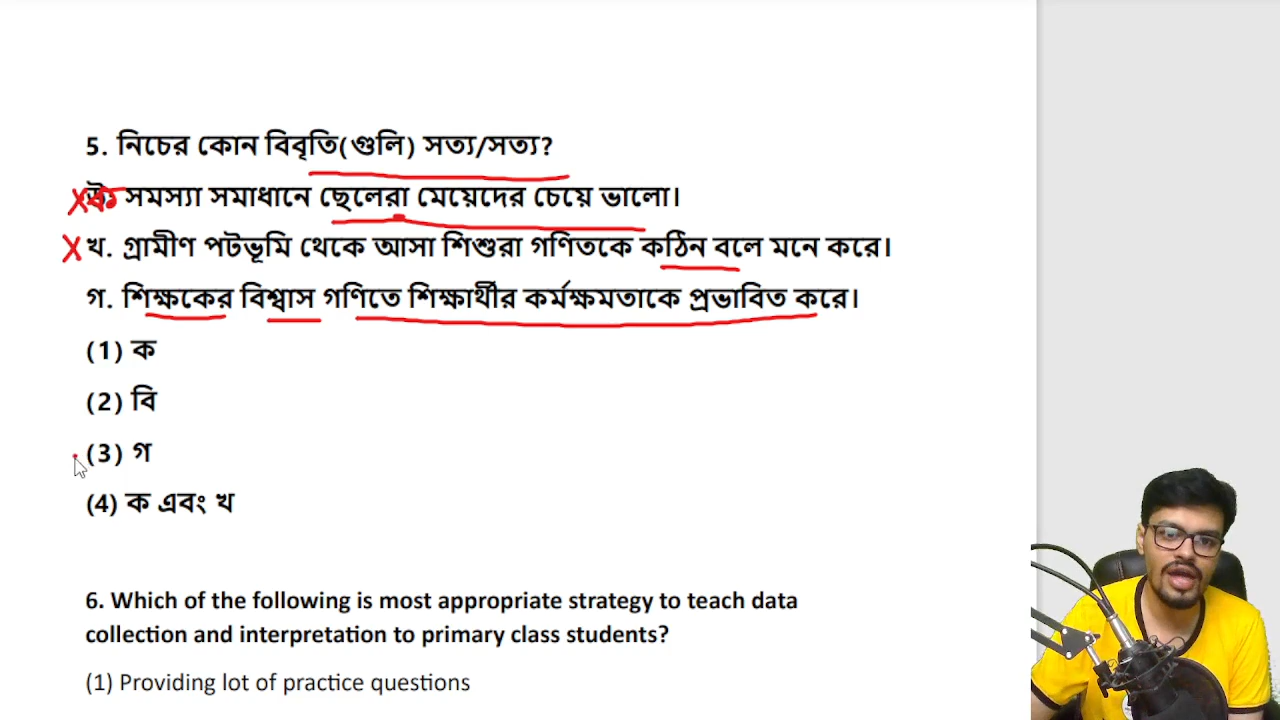 5. নিচের কোন বিবৃতি(গুলি) সত্য/সত্য?
সমস্যা সমাধানে ছেলেরা মেয়েদের চেয়ে ভালো।
X খ. গ্রামীণ পটভূমি থেকে আসা শিশুরা গণিতকে কঠিন বলে মনে করে।
গ. শিক্ষকের বিশ্বাস গণিতে শিক্ষার্থীর কর্মক্ষমতাকে প্রভাবিত করে।
(1) ক
(2) বি
(3) গ
(4) ক এবং খ
6. Which of the following is most appropriate strategy to teach data
collection and interpretation to primary class students?
(1) Providing lot of practice questions